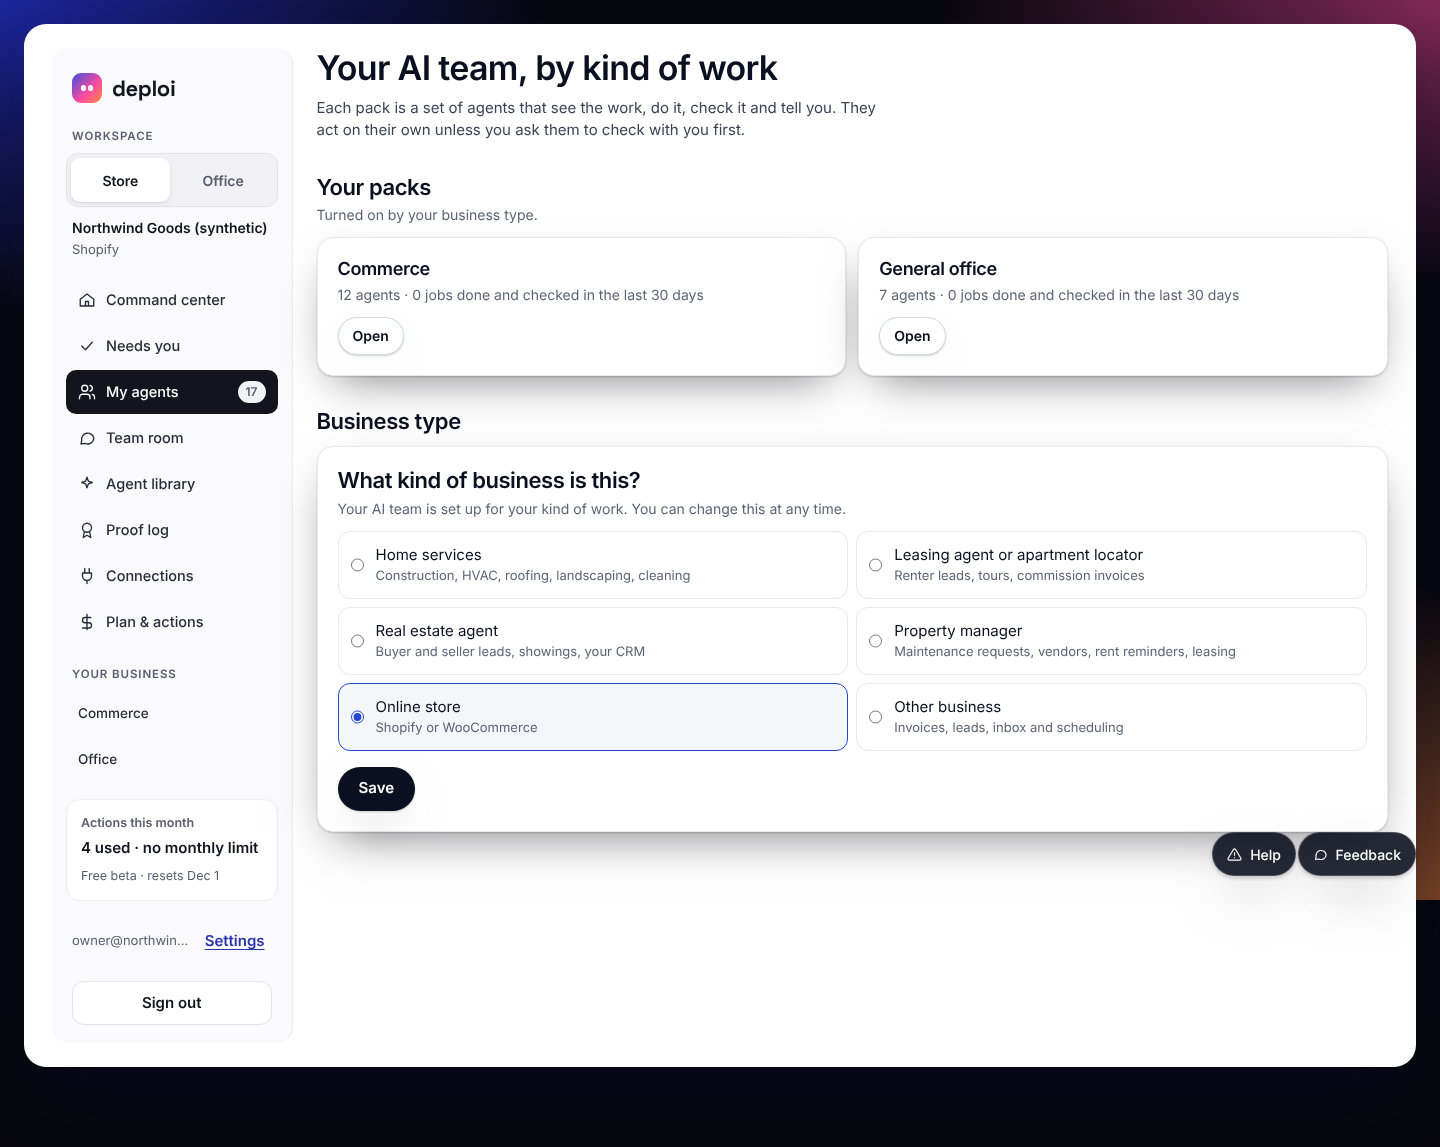 deploi
WORKSPACE
Store
Office
Northwind Goods (synthetic)
Shopify
Command center
Needs you
My agents
17
Team room
Agent library
Proof log
Connections
Plan & actions
YOUR BUSINESS
Commerce
Office
Actions this month
4 used · no monthly limit
Free beta · resets Dec 1
owner@northwin...
Settings
Sign out
Your AI team, by kind of work
Each pack is a set of agents that see the work, do it, check it and tell you. They
act on their own unless you ask them to check with you first.
Your packs
Turned on by your business type.
Commerce
12 agents · 0 jobs done and checked in the last 30 days
Open
General office
7 agents · 0 jobs done and checked in the last 30 days
Open
Business type
What kind of business is this?
Your AI team is set up for your kind of work. You can change this at any time.
Home services
Construction, HVAC, roofing, landscaping, cleaning
Leasing agent or apartment locator
Renter leads, tours, commission invoices
Real estate agent
Buyer and seller leads, showings, your CRM
Property manager
Maintenance requests, vendors, rent reminders, leasing
Online store
Shopify or WooCommerce
Other business
Invoices, leads, inbox and scheduling
Save
Help
Feedback